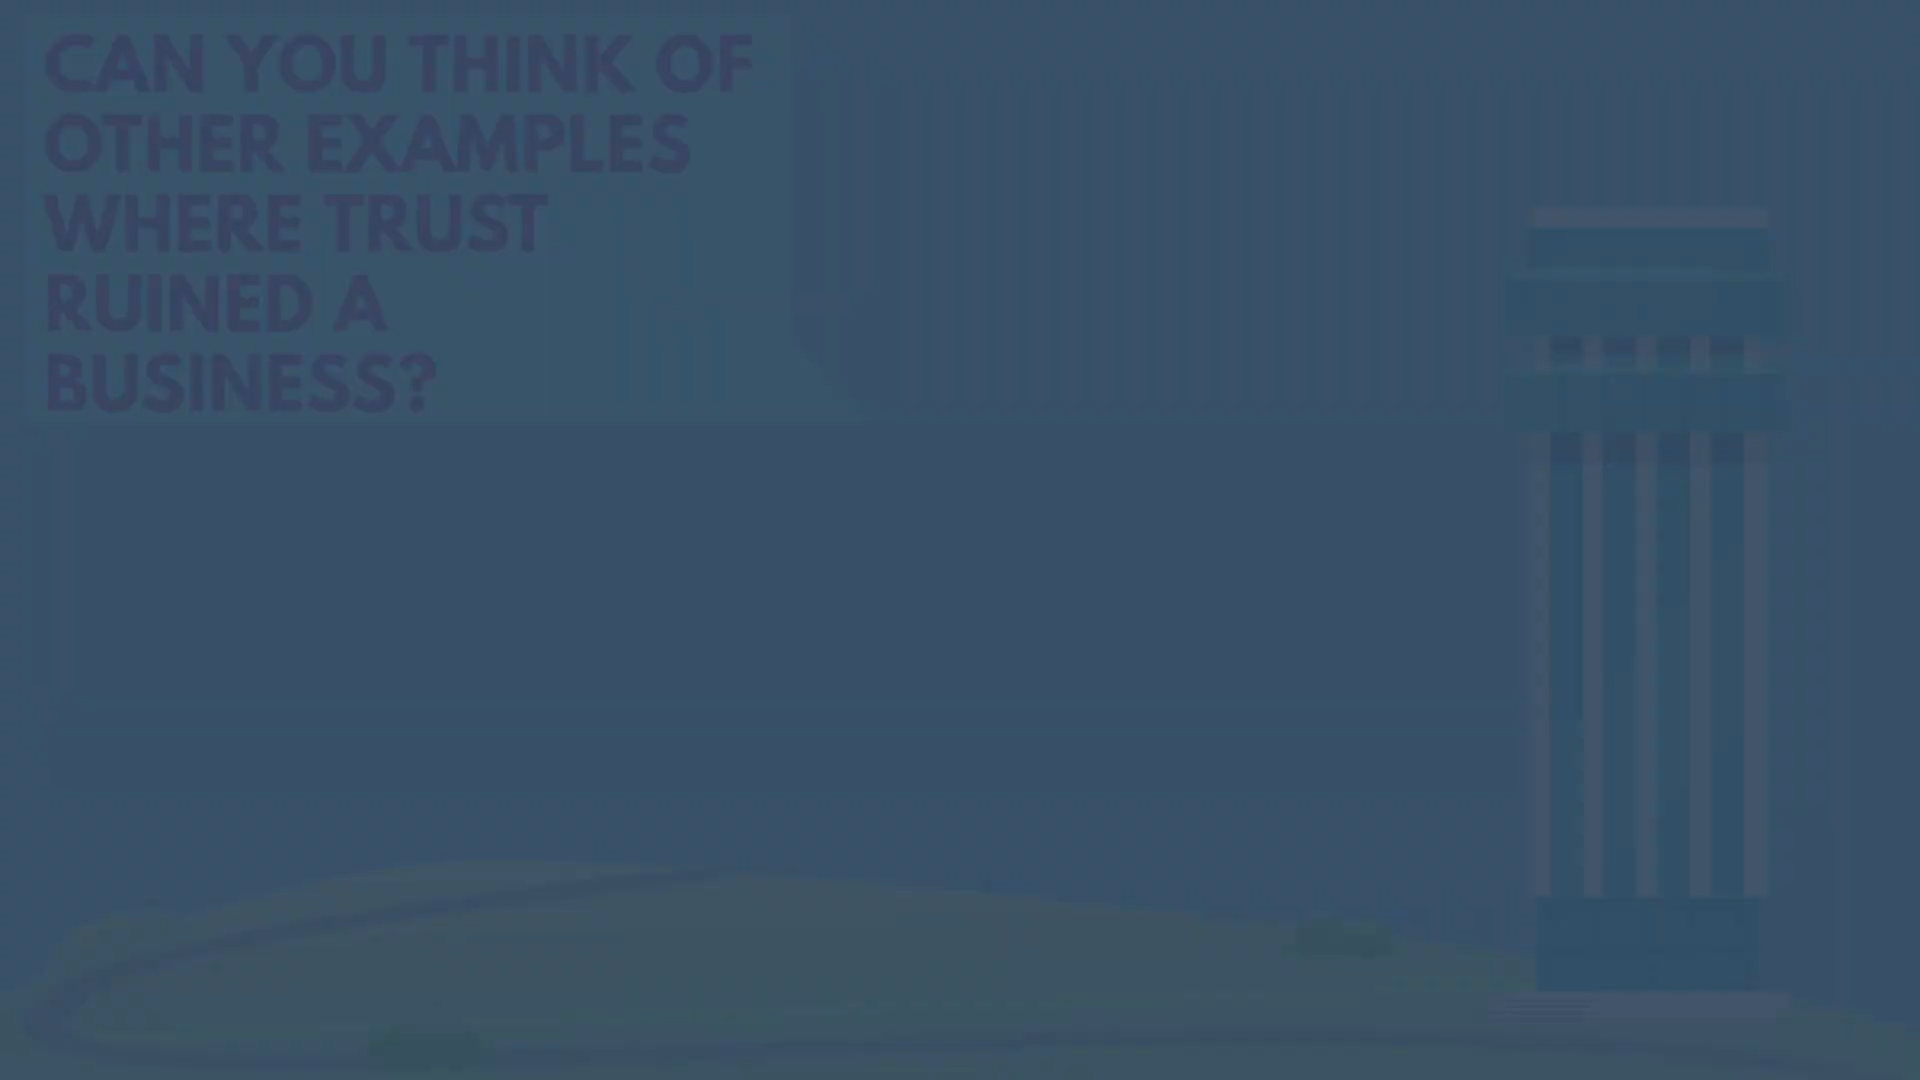 CAN YOU THINK OF
OTHER EXAMPLES
WHERE TRUST
RUINED A
BUSINESS?